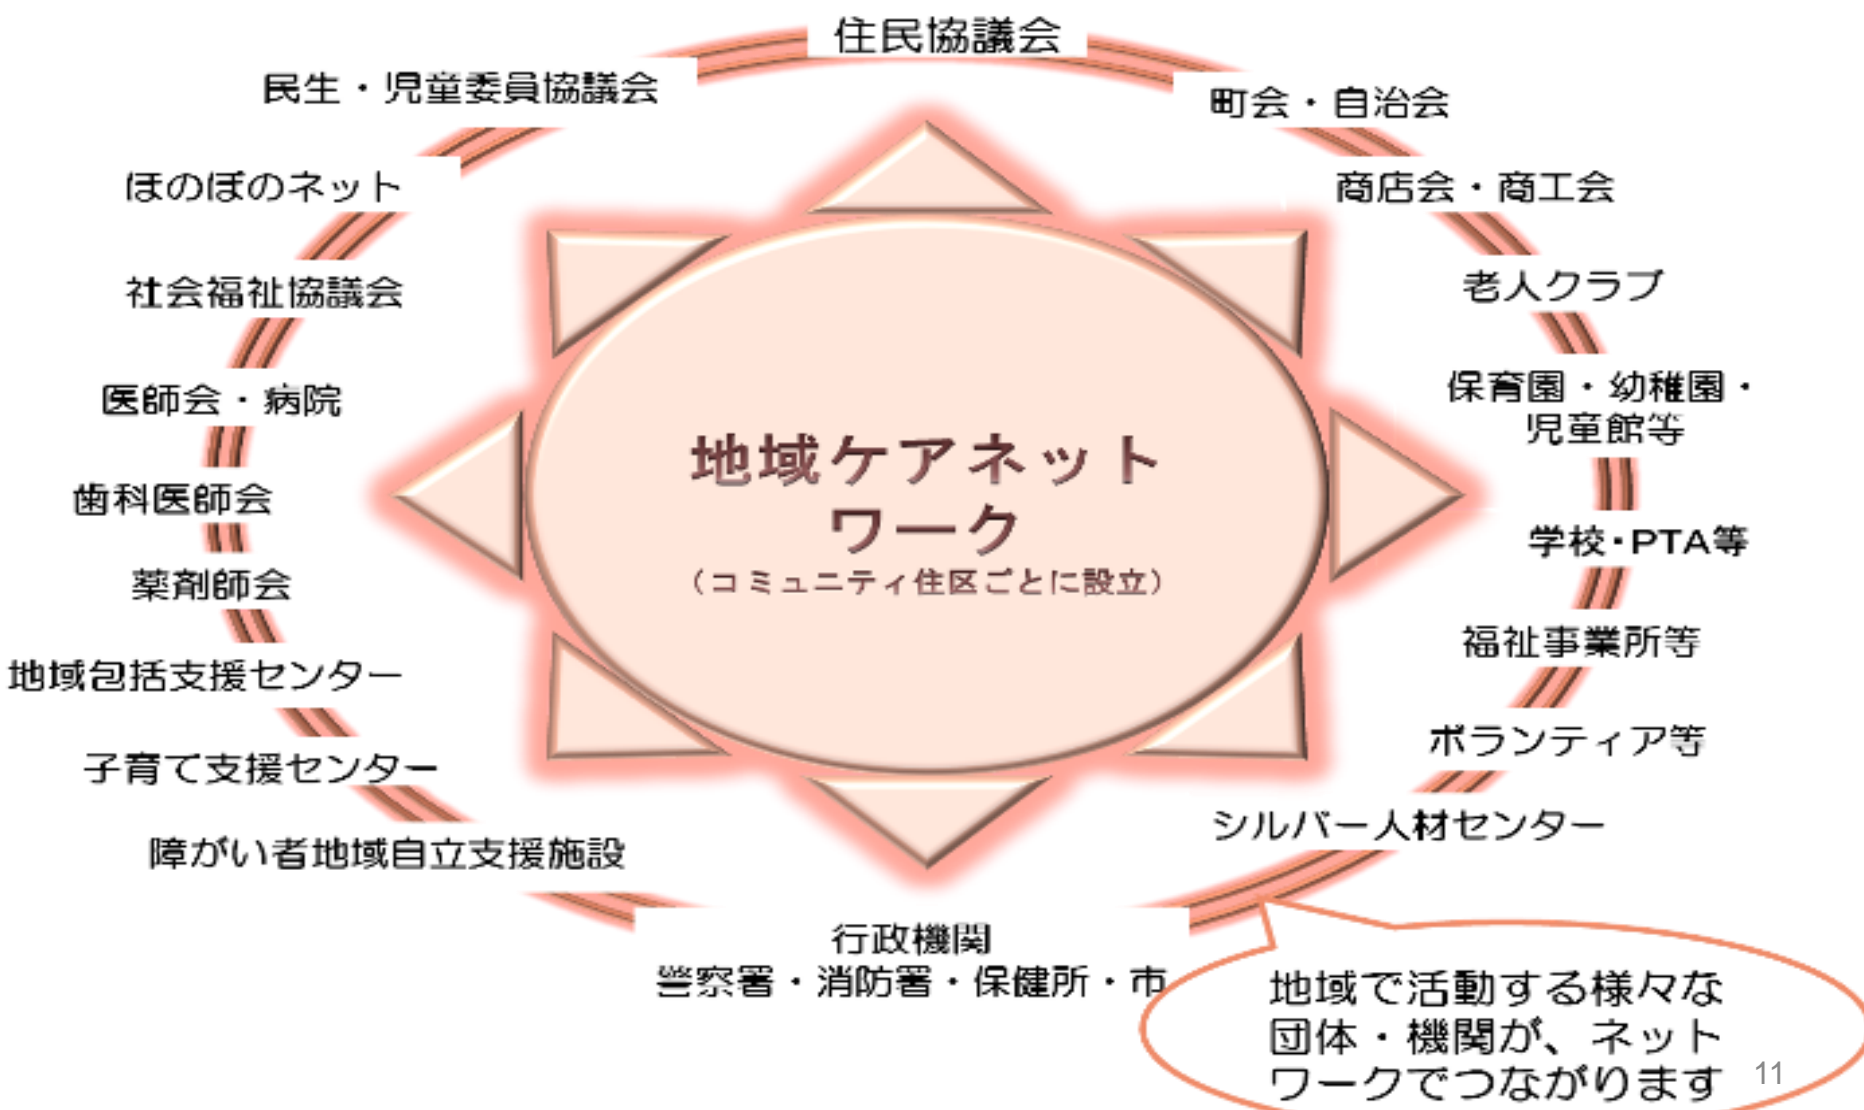 住民協議会
民生・児童委員協議会
町会・自治会
ほのぼのネット
商店会・商工会
社会福祉協議会
老人クラブ
医師会・病院
保育園・幼稚園・
児童館等
地域ケアネット
ワーク
(コミュニティ住区ごとに設立)
歯科医師会
学校・PTA等
薬剤師会
福祉事業所等
地域包括支援センター
ボランティア等
子育て支援センター
シルバー人材センター
障がい者地域自立支援施設
行政機関
警察署・消防署・保健所・市
地域で活動する様々な
団体・機関が、ネット
ワークでつながります
11